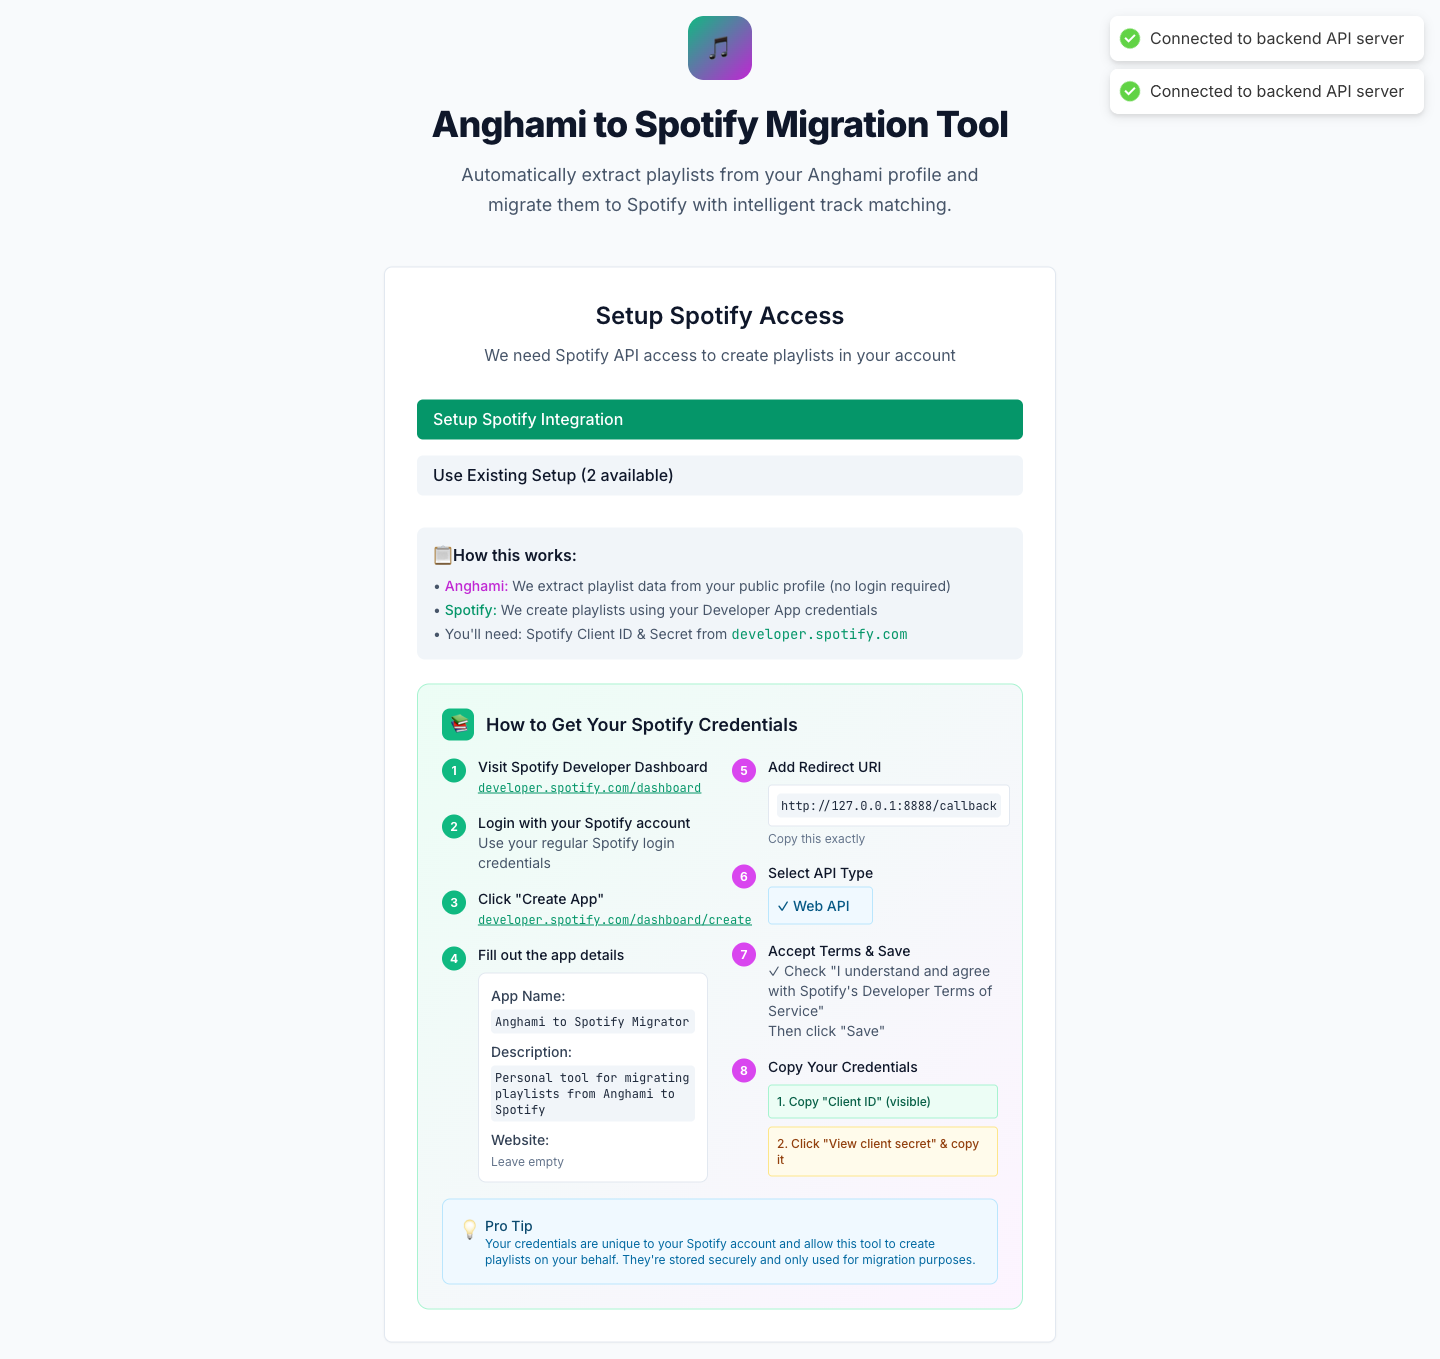 Connected to backend API server
Connected to backend API server
Anghami to Spotify Migration Tool
Automatically extract playlists from your Anghami profile and
migrate them to Spotify with intelligent track matching.
Setup Spotify Access
We need Spotify API access to create playlists in your account
Setup Spotify Integration
Use Existing Setup (2 available)
📋How this works:
• Anghami: We extract playlist data from your public profile (no login required)
• Spotify: We create playlists using your Developer App credentials
• You'll need: Spotify Client ID & Secret from developer.spotify.com
How to Get Your Spotify Credentials
1 Visit Spotify Developer Dashboard
developer.spotify.com/dashboard
2 Login with your Spotify account
Use your regular Spotify login
credentials
3 Click "Create App"
developer.spotify.com/dashboard/create
4 Fill out the app details
App Name:
Anghami to Spotify Migrator
Description:
Personal tool for migrating
playlists from Anghami to
Spotify
Website:
Leave empty
5 Add Redirect URI
http://127.0.0.1:8888/callback
Copy this exactly
6 Select API Type
✓ Web API
7 Accept Terms & Save
✓ Check "I understand and agree
with Spotify's Developer Terms of
Service"
Then click "Save"
8 Copy Your Credentials
1. Copy "Client ID" (visible)
2. Click "View client secret" & copy
it
Pro Tip
Your credentials are unique to your Spotify account and allow this tool to create
playlists on your behalf. They're stored securely and only used for migration purposes.